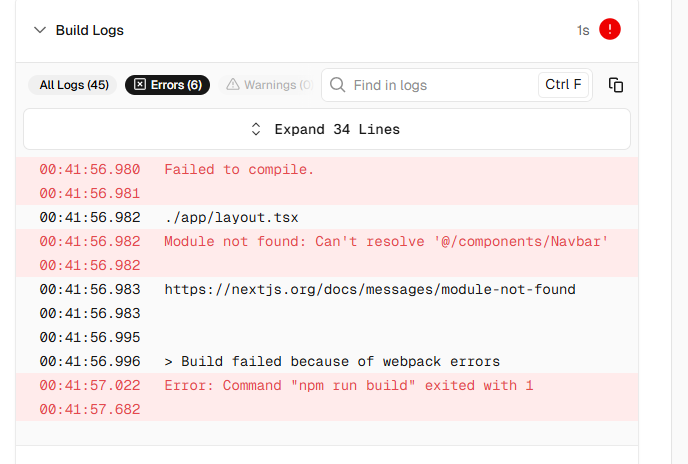 Build Logs
1s
All Logs (45)
Errors (6)
Warnings (0)
Find in logs
Ctrl F
Expand 34 Lines
00:41:56.980 Failed to compile.
00:41:56.981
00:41:56.982 ./app/layout.tsx
00:41:56.982 Module not found: Can't resolve '@/components/Navbar'
00:41:56.982
00:41:56.983 https://nextjs.org/docs/messages/module-not-found
00:41:56.983
00:41:56.995
00:41:56.996 > Build failed because of webpack errors
00:41:57.022 Error: Command "npm run build" exited with 1
00:41:57.682